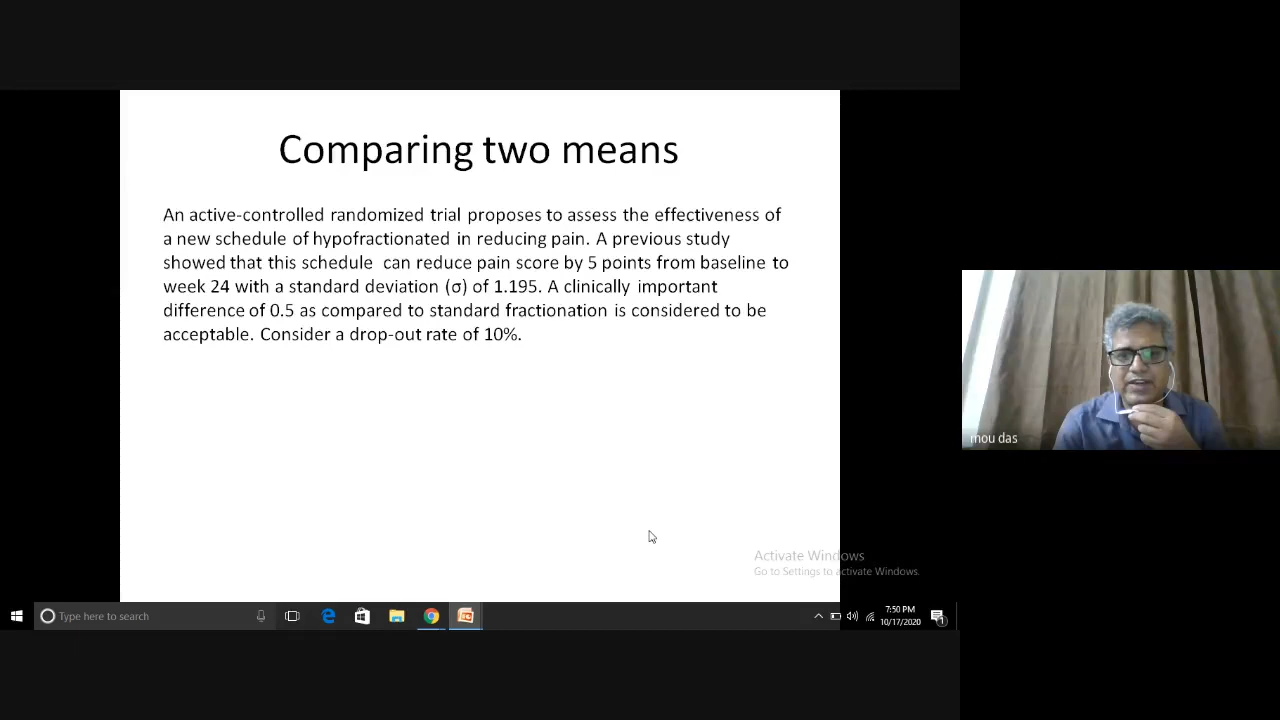 Comparing two means
An active-controlled randomized trial proposes to assess the effectiveness of
a new schedule of hypofractionated in reducing pain. A previous study
showed that this schedule can reduce pain score by 5 points from baseline to
week 24 with a standard deviation (σ) of 1.195. A clinically important
difference of 0.5 as compared to standard fractionation is considered to be
acceptable. Consider a drop-out rate of 10%.
mou das
Activate Windows
Go to Settings to activate Windows.
Type here to search
7:50 PM
10/17/2020
1